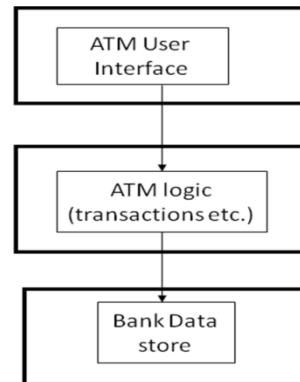 ATM User
Interface
ATM logic
(transactions etc.)
Bank Data
store